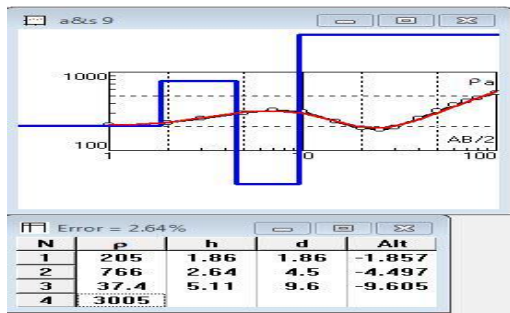 a&s 9
1000
Pa
100
AB/2
1
10
100
Error = 2.64%
N ρ h d Alt
1 205 1.86 1.86 -1.857
2 766 2.64 4.5 -4.497
3 37.4 5.11 9.6 -9.605
4 3005